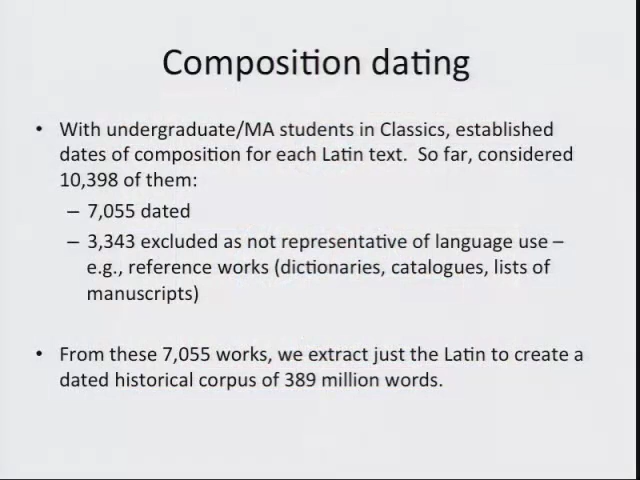 Composition dating
• With undergraduate/MA students in Classics, established
dates of composition for each Latin text.  So far, considered
10,398 of them:
– 7,055 dated
– 3,343 excluded as not representative of language use –
e.g., reference works (dictionaries, catalogues, lists of
manuscripts)
• From these 7,055 works, we extract just the Latin to create a
dated historical corpus of 389 million words.